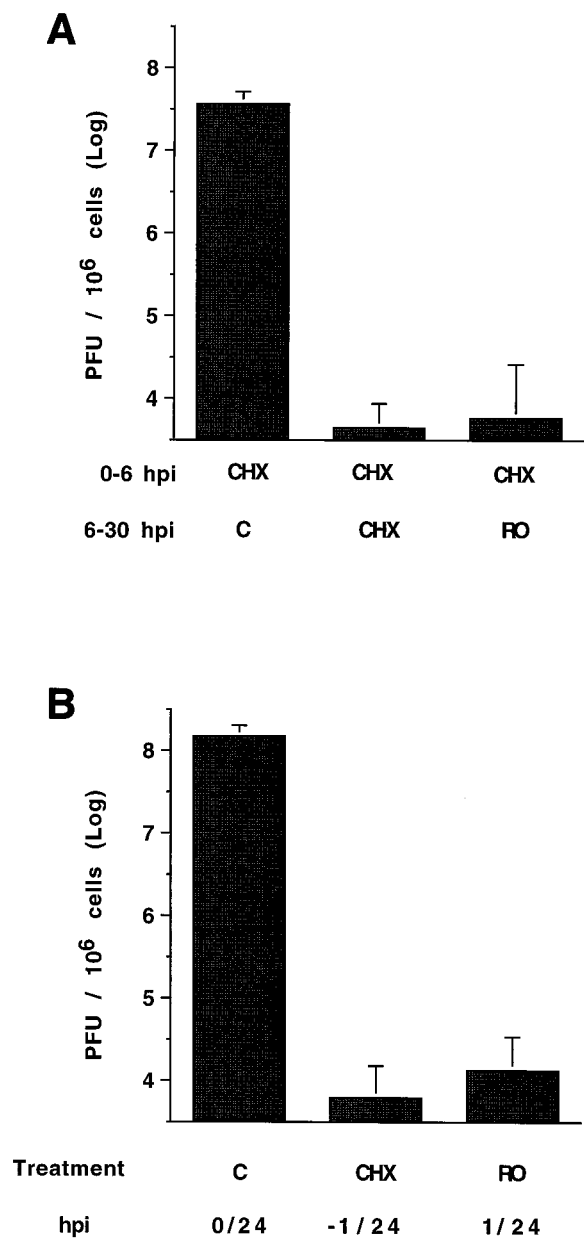 A
PFU / 10⁶ cells (Log)
8
7
6
5
4
0-6 hpi CHX CHX CHX
6-30 hpi C CHX RO
B
PFU / 10⁶ cells (Log)
8
7
6
5
4
Treatment C CHX RO
hpi 0/24 -1/24 1/24